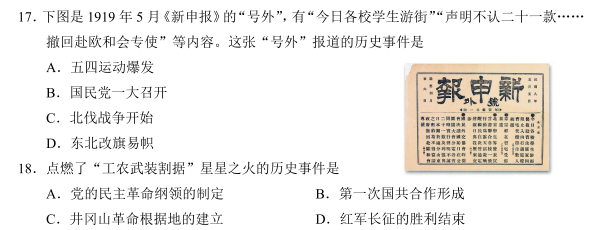 17. 下图是 1919 年 5 月《新申报》的“号外”，有“今日各校学生游街”“声明不认二十一款……
撤回赴欧和会专使”等内容。这张“号外”报道的历史事件是
A．五四运动爆发
B．国民党一大召开
C．北伐战争开始
D．东北改旗易帜
報申新
外號
18. 点燃了“工农武装割据”星星之火的历史事件是
A．党的民主革命纲领的制定
B．第一次国共合作形成
C．井冈山革命根据地的建立
D．红军长征的胜利结束